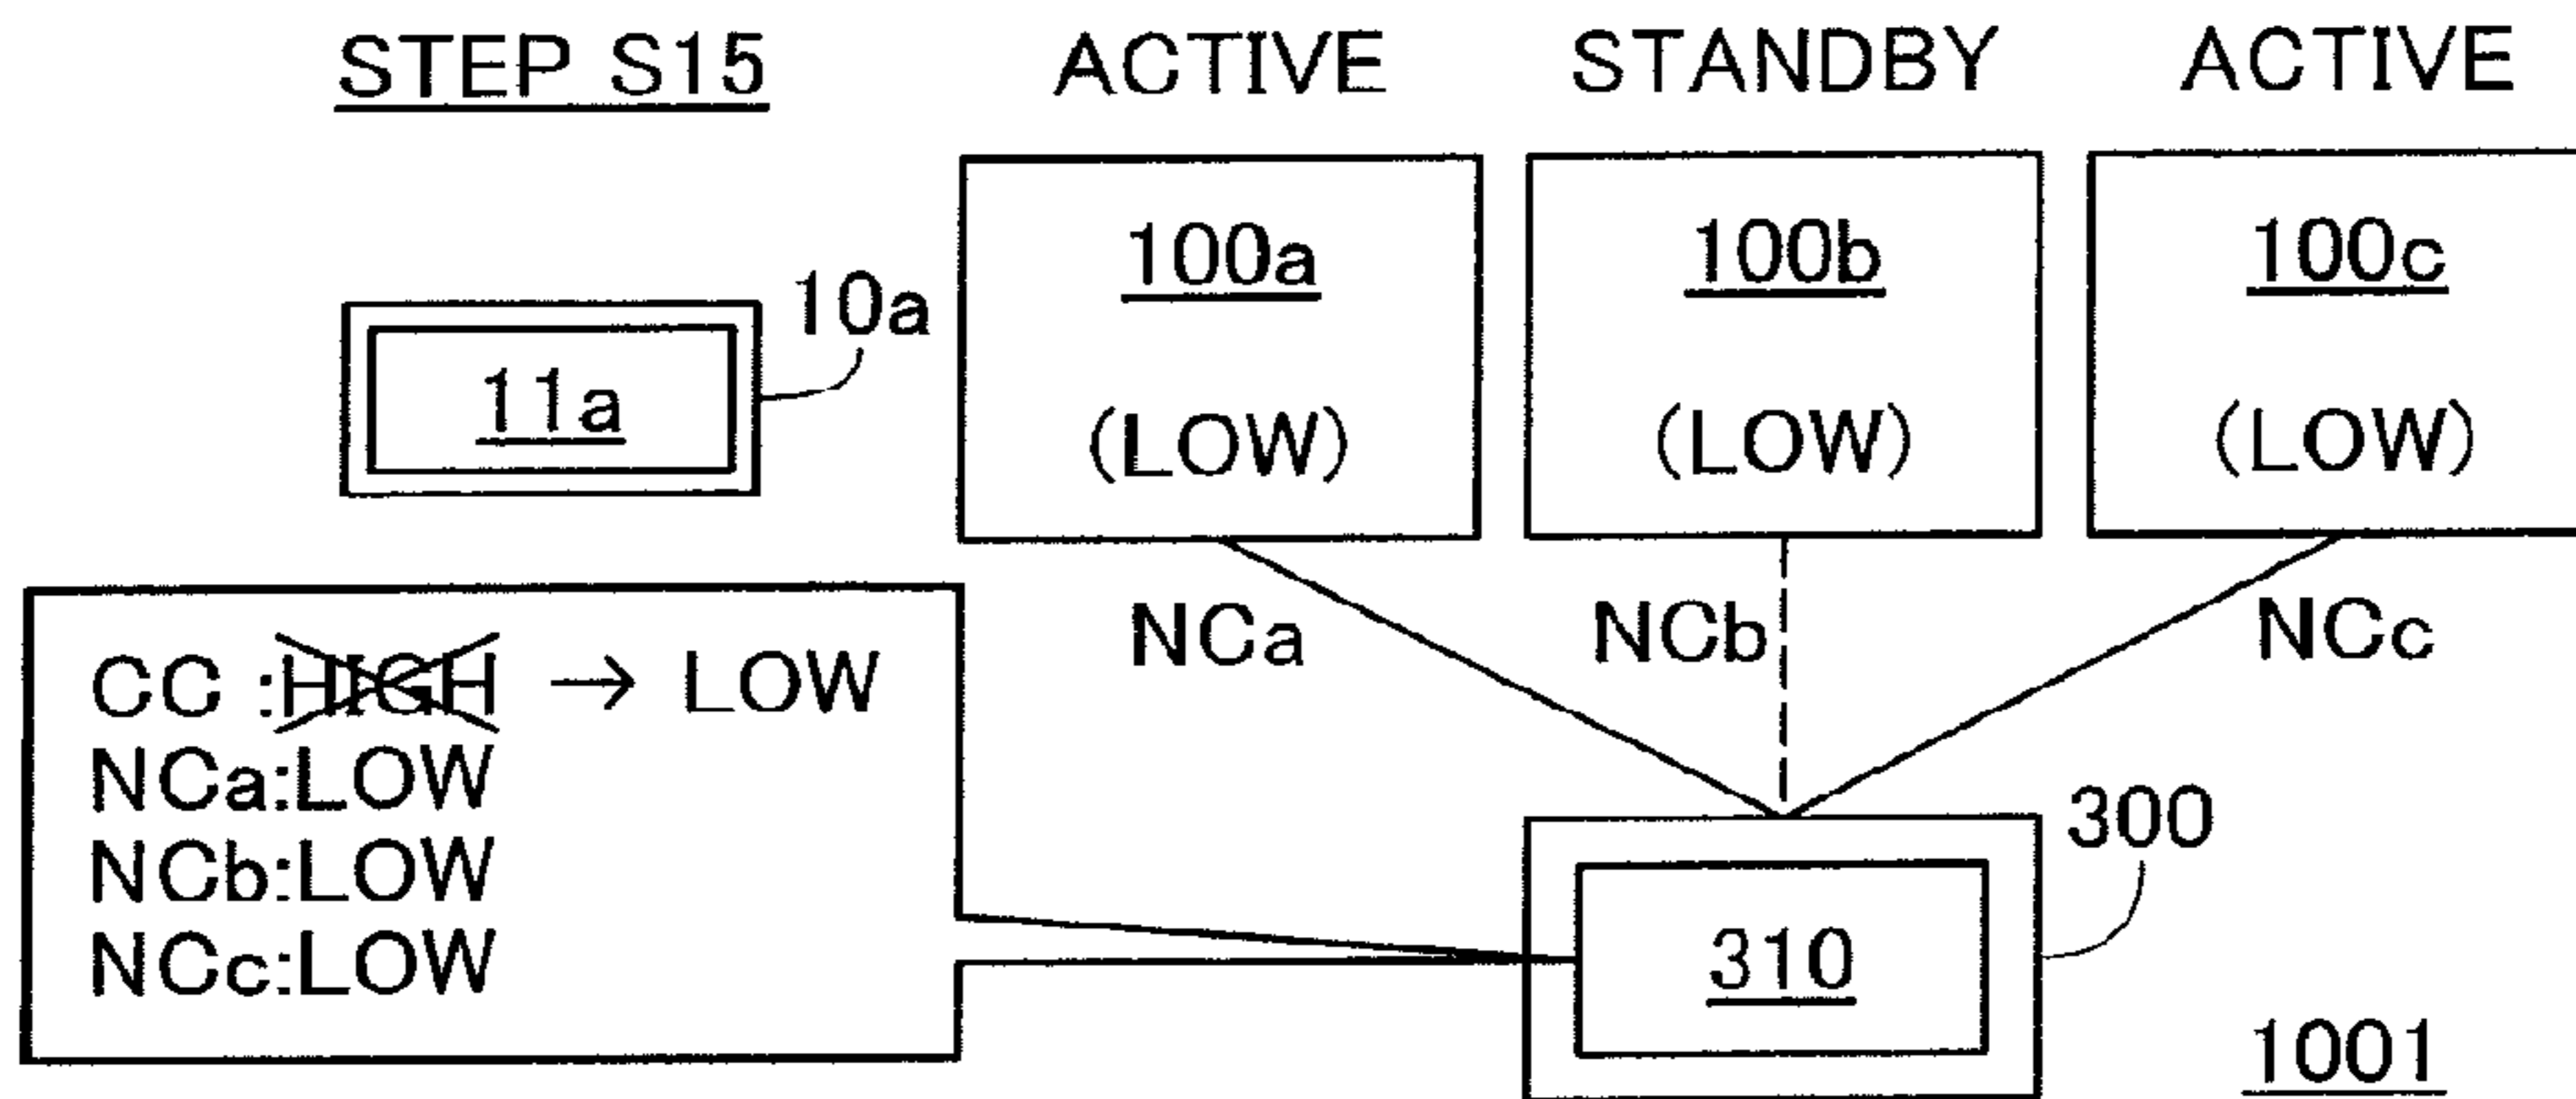 STEP S15
ACTIVE
STANDBY
ACTIVE
100a
(LOW)
100b
(LOW)
100c
(LOW)
10a
11a
NCa
NCb
NCc
CC :HIGH → LOW
NCa:LOW
NCb:LOW
NCc:LOW
300
310
1001